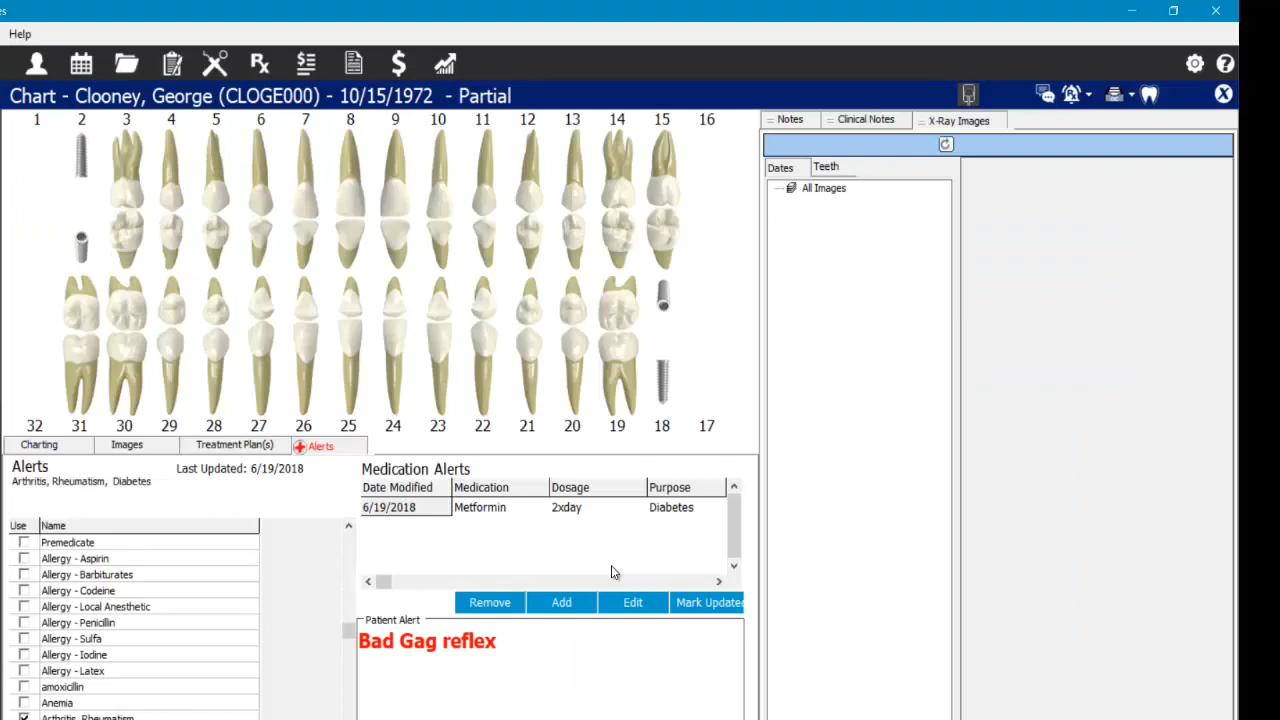 es
Help
Chart - Clooney, George (CLOGE000) - 10/15/1972 - Partial
1 2 3 4 5 6 7 8 9 10 11 12 13 14 15 16
32 31 30 29 28 27 26 25 24 23 22 21 20 19 18 17
Notes Clinical Notes X-Ray Images
Dates Teeth
All Images
Charting Images Treatment Plan(s) Alerts
Alerts Last Updated: 6/19/2018
Arthritis, Rheumatism, Diabetes
Use Name
Premedicate
Allergy - Aspirin
Allergy - Barbiturates
Allergy - Codeine
Allergy - Local Anesthetic
Allergy - Penicillin
Allergy - Sulfa
Allergy - Iodine
Allergy - Latex
amoxicillin
Anemia
Arthritis, Rheumatism
Medication Alerts
Date Modified Medication Dosage Purpose
6/19/2018 Metformin 2xday Diabetes
Remove Add Edit Mark Updated
Patient Alert
Bad Gag reflex